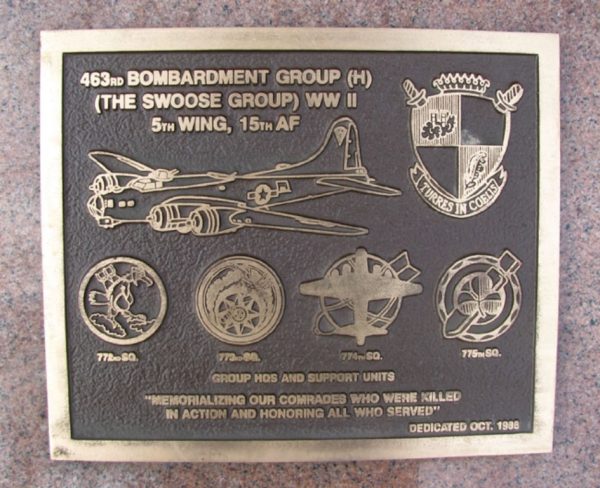 463RD BOMBARDMENT GROUP (H)
(THE SWOOSE GROUP) WW II
5TH WING, 15TH AF
TURRES IN COELIS
772ND SQ.
773RD SQ.
774TH SQ.
775TH SQ.
GROUP HQS AND SUPPORT UNITS
"MEMORIALIZING OUR COMRADES WHO WERE KILLED
IN ACTION AND HONORING ALL WHO SERVED"
DEDICATED OCT. 1988